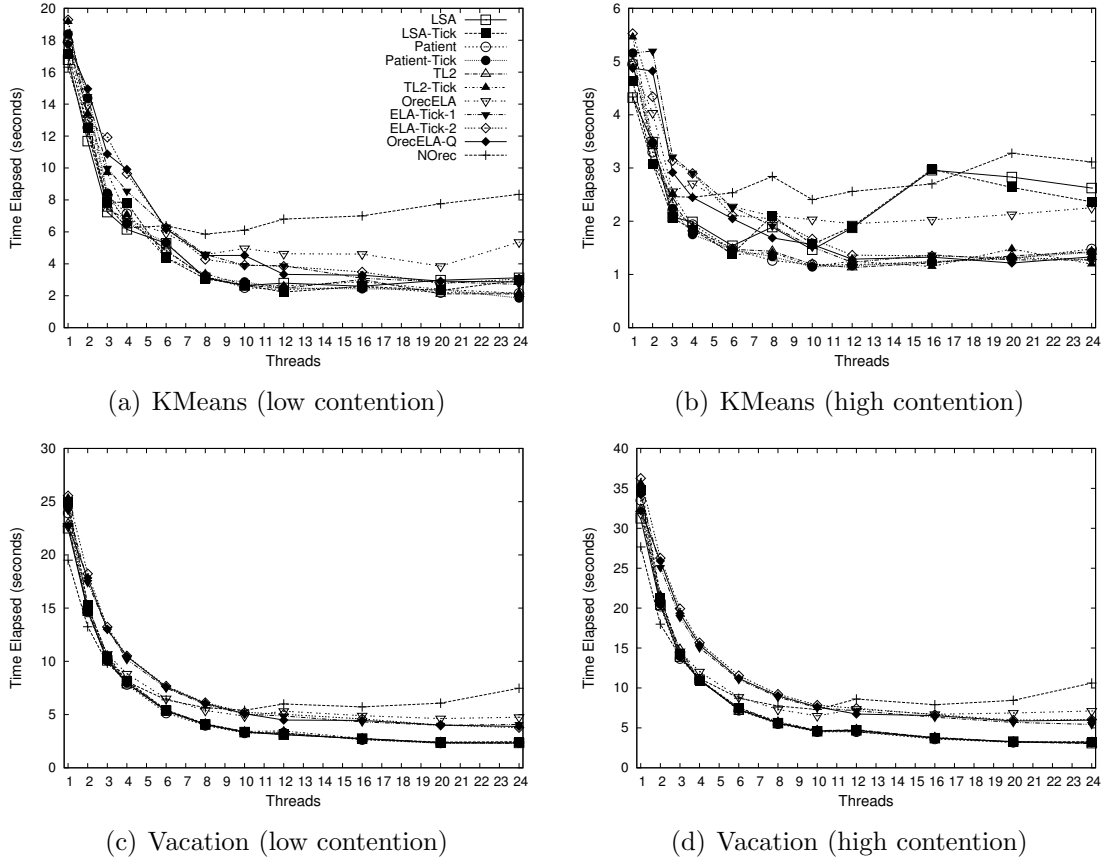 20
18
16
14
12
10
8
6
4
2
0
Time Elapsed (seconds)
1 2 3 4 5 6 7 8 9 10 11 12 13 14 15 16 17 18 19 20 21 22 23 24
Threads
LSA
LSA-Tick
Patient
Patient-Tick
TL2
TL2-Tick
OrecELA
ELA-Tick-1
ELA-Tick-2
OrecELA-Q
NOrec
(a) KMeans (low contention)
6
5
4
3
2
1
0
Time Elapsed (seconds)
1 2 3 4 5 6 7 8 9 10 11 12 13 14 15 16 17 18 19 20 21 22 23 24
Threads
(b) KMeans (high contention)
30
25
20
15
10
5
0
Time Elapsed (seconds)
1 2 3 4 5 6 7 8 9 10 11 12 13 14 15 16 17 18 19 20 21 22 23 24
Threads
(c) Vacation (low contention)
40
35
30
25
20
15
10
5
0
Time Elapsed (seconds)
1 2 3 4 5 6 7 8 9 10 11 12 13 14 15 16 17 18 19 20 21 22 23 24
Threads
(d) Vacation (high contention)